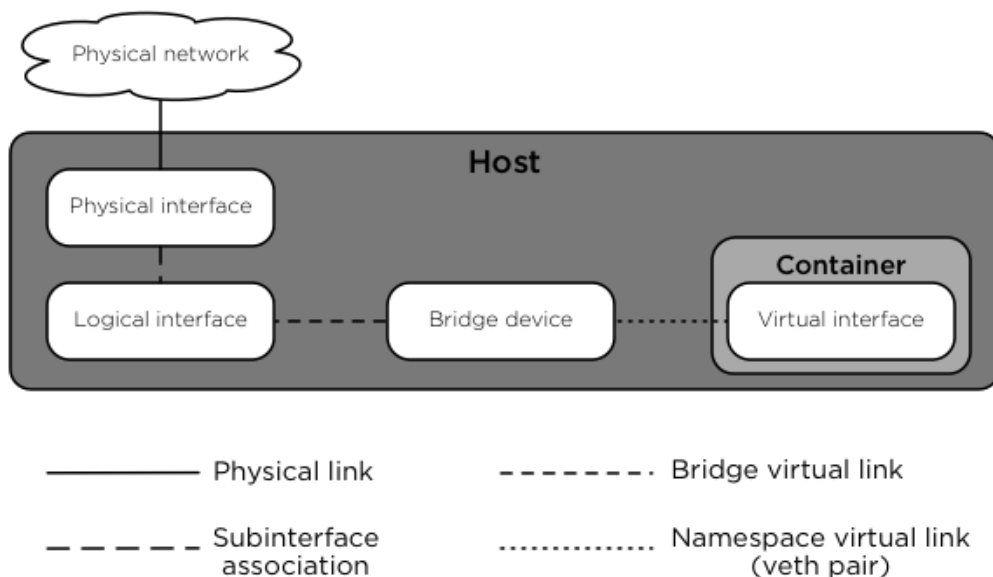 Physical network
Host
Physical interface
Container
Logical interface
Bridge device
Virtual interface
Physical link
Bridge virtual link
Subinterface
association
Namespace virtual link
(veth pair)